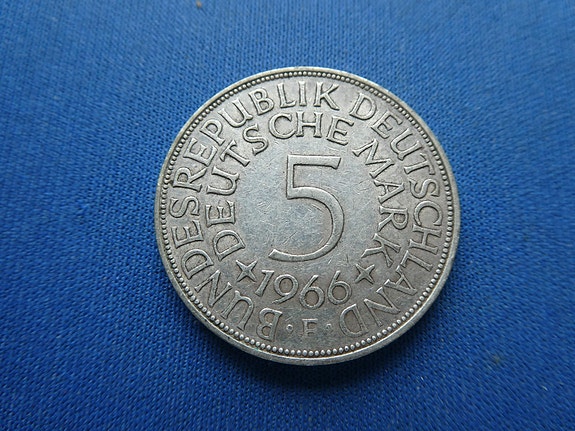 BUNDESREPUBLIK DEUTSCHLAND
DEUTSCHE MARK
5
1966
F